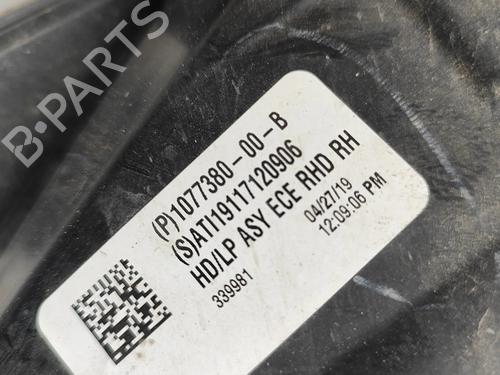 B-PARTS
(P)1077380-00-B
(S)ATI19117120906
HD/LP ASY ECE RHD RH
339981
04/27/19
12:09:06 PM